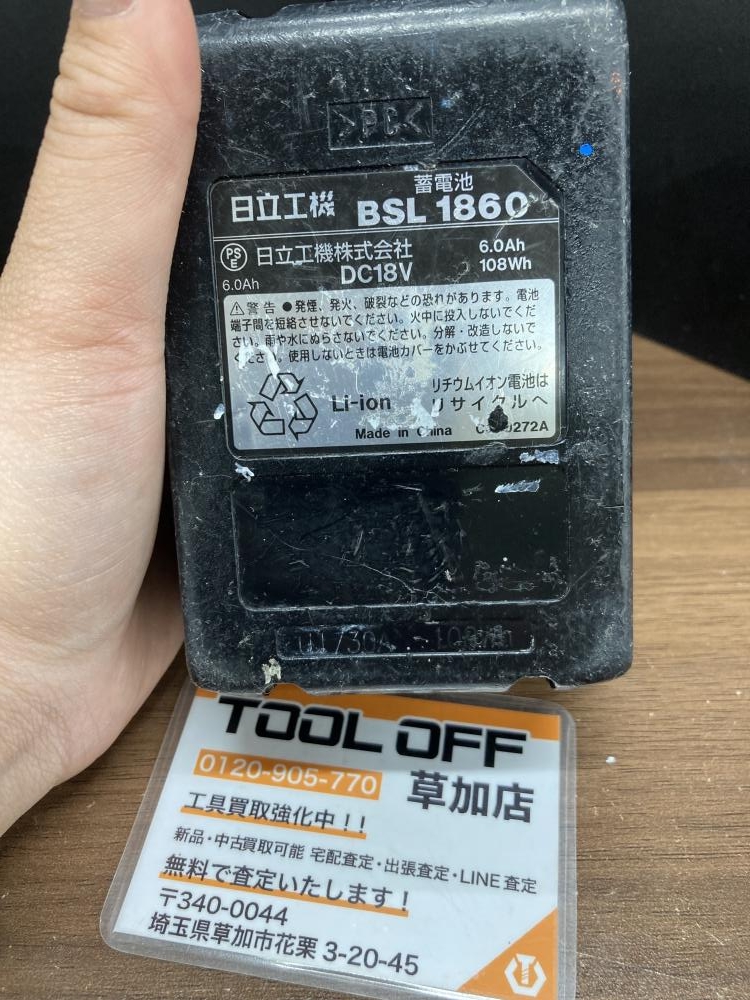 >PC<
日立工機
蓄電池
BSL 1860
PSE
日立工機株式会社
6.0Ah
DC18V
108Wh
6.0Ah
⚠警告 ●発煙、発火、破裂などの恐れがあります。電池
端子間を短絡させないでください。火中に投入しないでくだ
さい。雨や水にぬらさないでください。分解・改造しないで
ください。使用しないときは電池カバーをかぶせてください。
Li-ion
リチウムイオン電池は
リサイクルへ
Made in China
TOOL OFF
0120-905-770
草加店
工具買取強化中!!
新品・中古買取可能 宅配査定・出張査定・LINE査定
無料で査定いたします!
〒340-0044
埼玉県草加市花栗 3-20-45